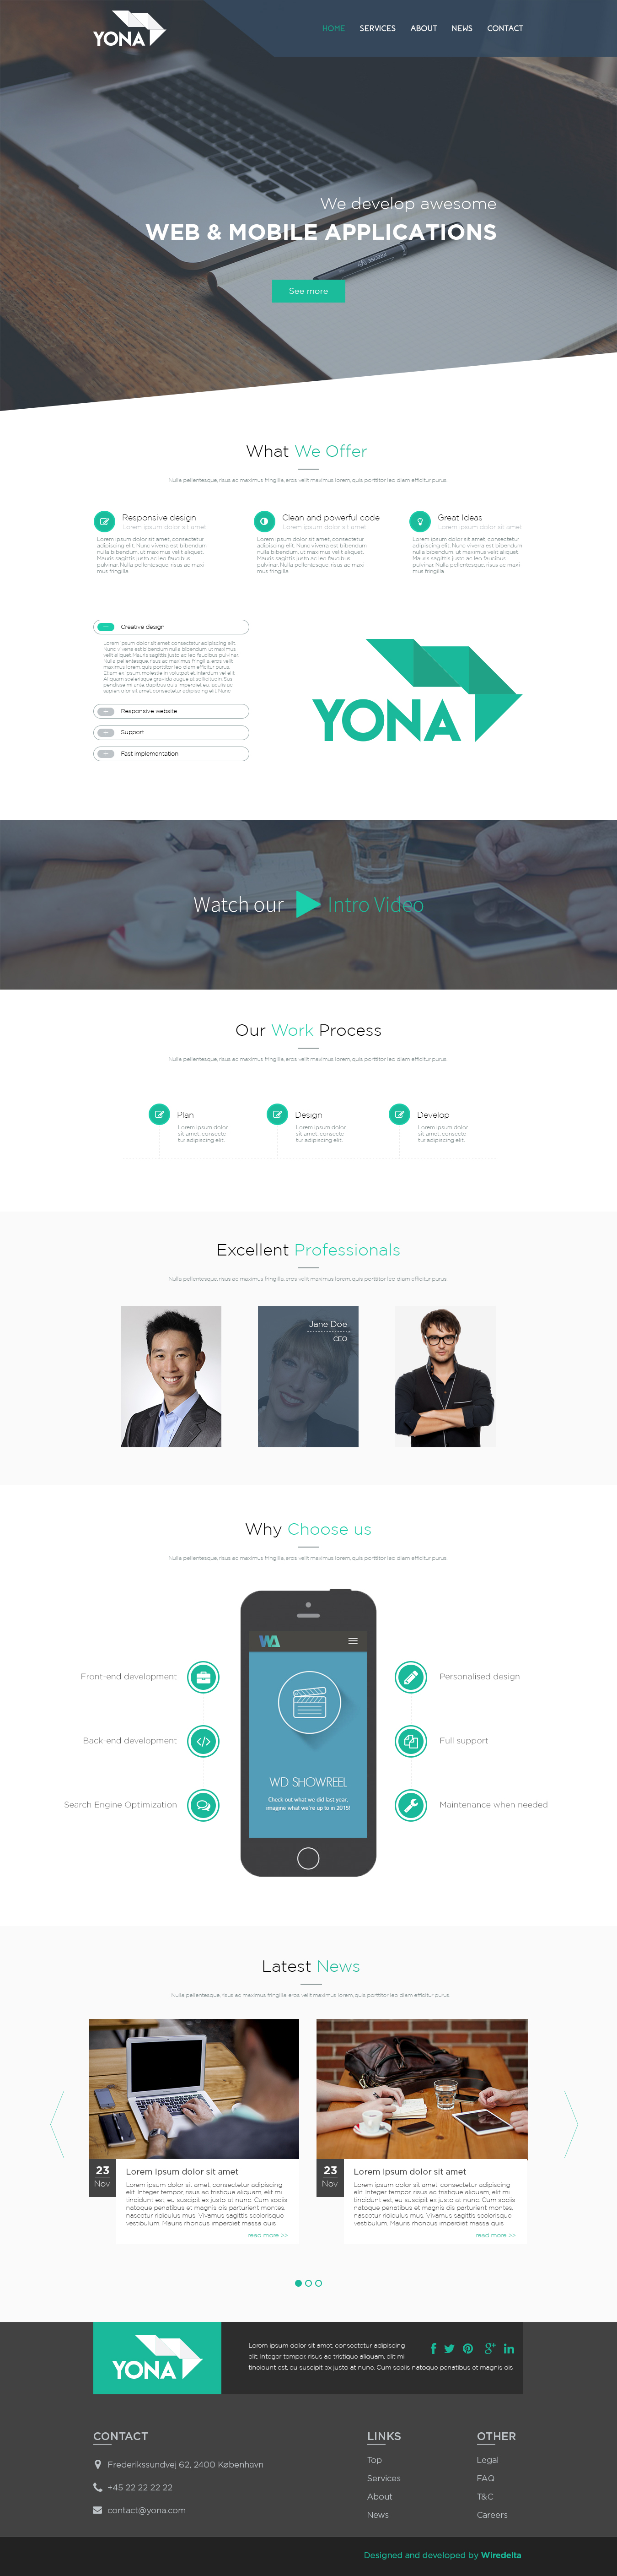 YONA
HOME SERVICES ABOUT NEWS CONTACT
We develop awesome
WEB & MOBILE APPLICATIONS
See more
What We Offer
Nulla pellentesque, risus ac maximus fringilla, eros velit maximus lorem, quis porttitor leo diam efficitur purus.
Responsive design
Lorem ipsum dolor sit amet
Lorem ipsum dolor sit amet, consectetur
adipiscing elit. Nunc viverra est bibendum
nulla bibendum, ut maximus velit aliquet.
Mauris sagittis justo ac leo faucibus
pulvinar. Nulla pellentesque, risus ac maxi-
mus fringilla
Clean and powerful code
Lorem ipsum dolor sit amet
Lorem ipsum dolor sit amet, consectetur
adipiscing elit. Nunc viverra est bibendum
nulla bibendum, ut maximus velit aliquet.
Mauris sagittis justo ac leo faucibus
pulvinar. Nulla pellentesque, risus ac maxi-
mus fringilla
Great Ideas
Lorem ipsum dolor sit amet
Lorem ipsum dolor sit amet, consectetur
adipiscing elit. Nunc viverra est bibendum
nulla bibendum, ut maximus velit aliquet.
Mauris sagittis justo ac leo faucibus
pulvinar. Nulla pellentesque, risus ac maxi-
mus fringilla
Creative design
Lorem ipsum dolor sit amet, consectetur adipiscing elit.
Nunc viverra est bibendum nulla bibendum, ut maximus
velit aliquet. Mauris sagittis justo ac leo faucibus pulvinar.
Nulla pellentesque, risus ac maximus fringilla, eros velit
maximus lorem, quis porttitor leo diam efficitur purus.
Etiam ex ipsum, molestie in volutpat et, interdum vel elit.
Aliquam scelerisque gravida augue at sollicitudin. Sus-
pendisse mi ante, dapibus quis imperdiet eu, iaculis ac
sapien. olor sit amet, consectetur adipiscing elit. Nunc
Responsive website
Support
Fast implementation
YONA
Watch our Intro Video
Our Work Process
Nulla pellentesque, risus ac maximus fringilla, eros velit maximus lorem, quis porttitor leo diam efficitur purus.
Plan
Lorem ipsum dolor
sit amet, consecte-
tur adipiscing elit.
Design
Lorem ipsum dolor
sit amet, consecte-
tur adipiscing elit.
Develop
Lorem ipsum dolor
sit amet, consecte-
tur adipiscing elit.
Excellent Professionals
Nulla pellentesque, risus ac maximus fringilla, eros velit maximus lorem, quis porttitor leo diam efficitur purus.
Jane Doe
CEO
Why Choose us
Nulla pellentesque, risus ac maximus fringilla, eros velit maximus lorem, quis porttitor leo diam efficitur purus.
Front-end development
Back-end development
Search Engine Optimization
WD SHOWREEL
Check out what we did last year,
imagine what we're up to in 2015!
Personalised design
Full support
Maintenance when needed
Latest News
Nulla pellentesque, risus ac maximus fringilla, eros velit maximus lorem, quis porttitor leo diam efficitur purus.
23
Nov
Lorem Ipsum dolor sit amet
Lorem ipsum dolor sit amet, consectetur adipiscing
elit. Integer tempor, risus ac tristique aliquam, elit mi
tincidunt est, eu suscipit ex justo at nunc. Cum sociis
natoque penatibus et magnis dis parturient montes,
nascetur ridiculus mus. Vivamus sagittis scelerisque
vestibulum. Mauris rhoncus imperdiet massa quis
read more >>
23
Nov
Lorem Ipsum dolor sit amet
Lorem ipsum dolor sit amet, consectetur adipiscing
elit. Integer tempor, risus ac tristique aliquam, elit mi
tincidunt est, eu suscipit ex justo at nunc. Cum sociis
natoque penatibus et magnis dis parturient montes,
nascetur ridiculus mus. Vivamus sagittis scelerisque
vestibulum. Mauris rhoncus imperdiet massa quis
read more >>
YONA
Lorem ipsum dolor sit amet, consectetur adipiscing
elit. Integer tempor, risus ac tristique aliquam, elit mi
tincidunt est, eu suscipit ex justo at nunc. Cum sociis natoque penatibus et magnis dis
CONTACT
Frederikssundvej 62, 2400 København
+45 22 22 22 22
contact@yona.com
LINKS
Top
Services
About
News
OTHER
Legal
FAQ
T&C
Careers
Designed and developed by Wiredelta